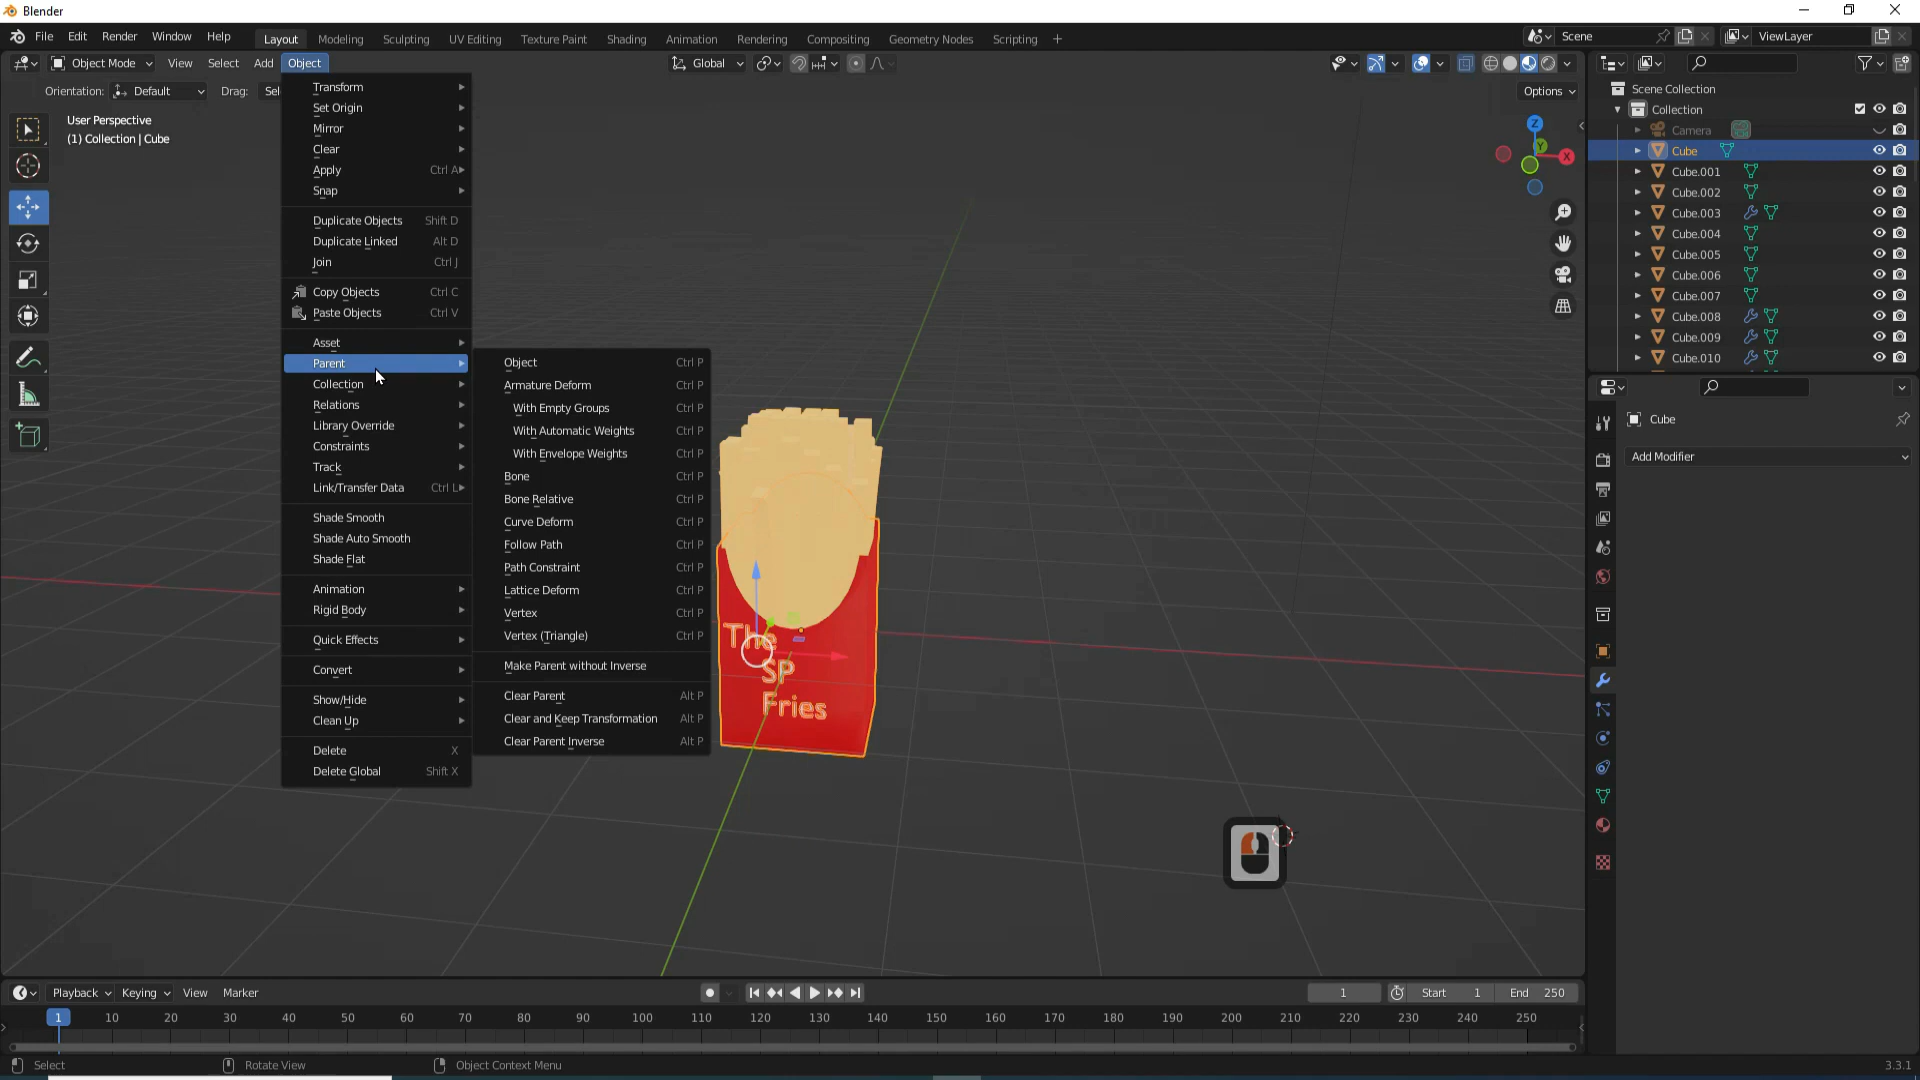 Blender
File Edit Render Window Help Layout Modeling Sculpting UV Editing Texture Paint Shading Animation Rendering Compositing Geometry Nodes Scripting + Scene ViewLayer
Object Mode View Select Add Object Global
Orientation: Default Drag: Sel Options
User Perspective
(1) Collection | Cube
Transform
Set Origin
Mirror
Clear
Apply Ctrl A
Snap
Duplicate Objects Shift D
Duplicate Linked Alt D
Join Ctrl J
Copy Objects Ctrl C
Paste Objects Ctrl V
Asset
Parent
Collection
Relations
Library Override
Constraints
Track
Link/Transfer Data Ctrl L
Shade Smooth
Shade Auto Smooth
Shade Flat
Animation
Rigid Body
Quick Effects
Convert
Show/Hide
Clean Up
Delete X
Delete Global Shift X
Object Ctrl P
Armature Deform Ctrl P
With Empty Groups Ctrl P
With Automatic Weights Ctrl P
With Envelope Weights Ctrl P
Bone Ctrl P
Bone Relative Ctrl P
Curve Deform Ctrl P
Follow Path Ctrl P
Path Constraint Ctrl P
Lattice Deform Ctrl P
Vertex Ctrl P
Vertex (Triangle) Ctrl P
Make Parent without Inverse
Clear Parent Alt P
Clear and Keep Transformation Alt P
Clear Parent Inverse Alt P
The
SP
Fries
Z
Y
X
Scene Collection
Collection
Camera
Cube
Cube.001
Cube.002
Cube.003
Cube.004
Cube.005
Cube.006
Cube.007
Cube.008
Cube.009
Cube.010
Cube
Add Modifier
Playback Keying View Marker 1 Start 1 End 250
1 10 20 30 40 50 60 70 80 90 100 110 120 130 140 150 160 170 180 190 200 210 220 230 240 250
Select Rotate View Object Context Menu 3.3.1